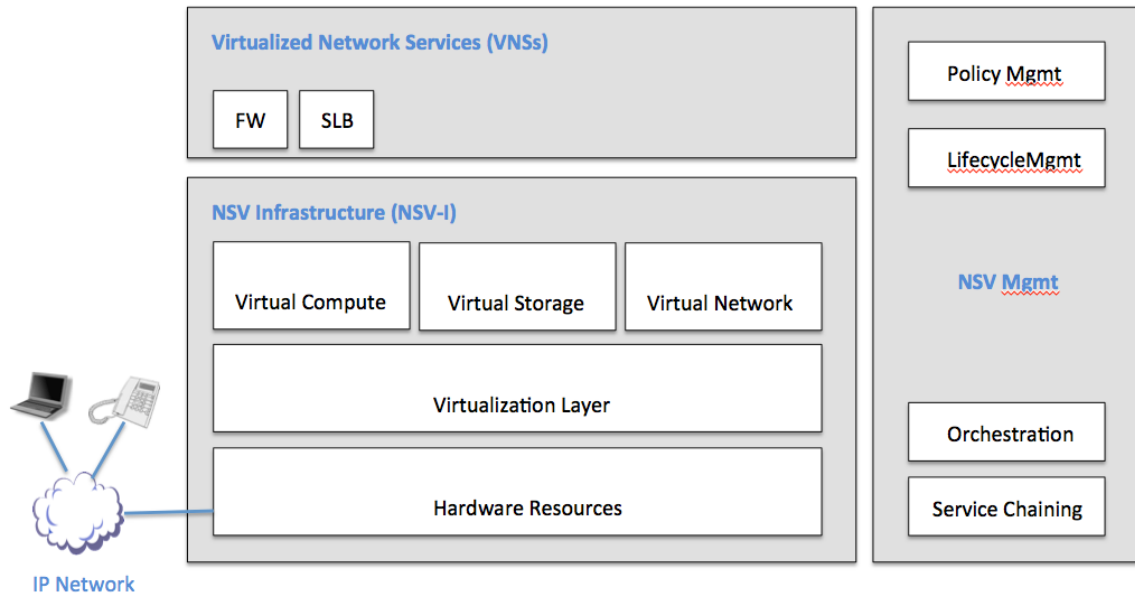 Virtualized Network Services (VNSs)
FW
SLB
NSV Infrastructure (NSV-I)
Virtual Compute
Virtual Storage
Virtual Network
Virtualization Layer
Hardware Resources
IP Network
Policy Mgmt
LifecycleMgmt
NSV Mgmt
Orchestration
Service Chaining